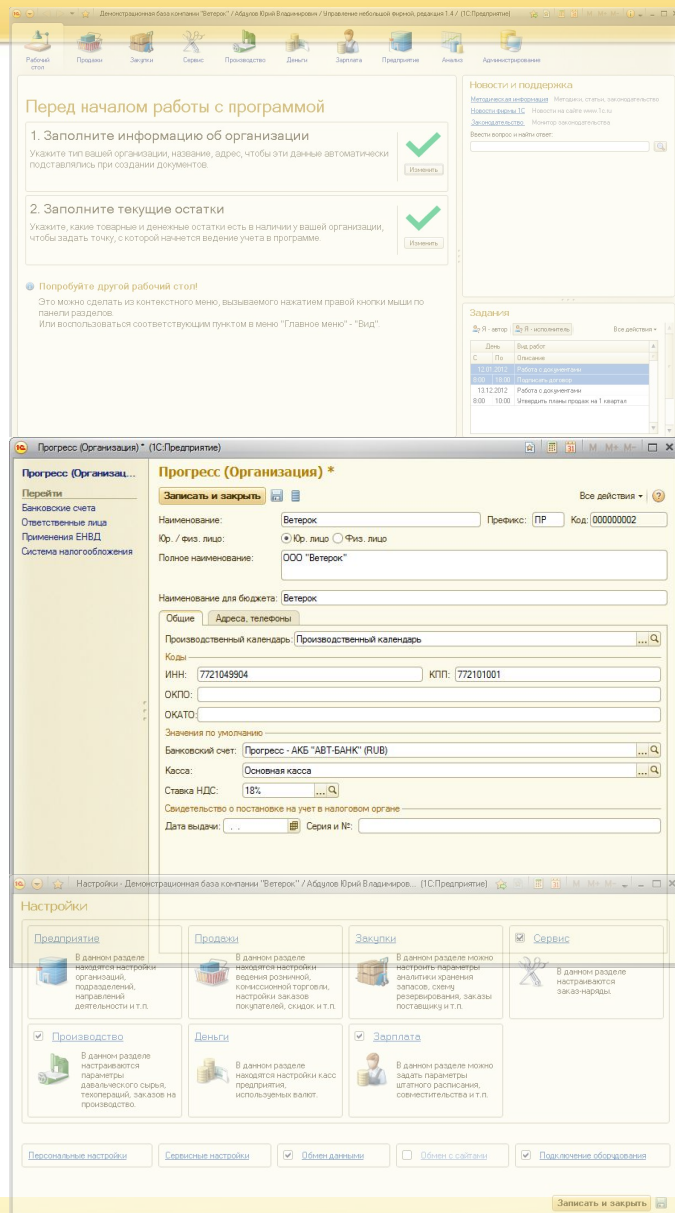 Демонстрационная база компании "Ветерок" / Абдулов Юрий Владимирович / Управление небольшой фирмой, редакция 1.4 / (1С:Предприятие)
Рабочий стол
Продажи
Закупки
Сервис
Производство
Деньги
Зарплата
Предприятие
Анализ
Администрирование
Перед началом работы с программой
1. Заполните информацию об организации
Укажите тип вашей организации, название, адрес, чтобы эти данные автоматически
подставлялись при создании документов.
Изменить
2. Заполните текущие остатки
Укажите, какие товарные и денежные остатки есть в наличии у вашей организации,
чтобы задать точку, с которой начнется ведение учета в программе.
Изменить
Попробуйте другой рабочий стол!
Это можно сделать из контекстного меню, вызываемого нажатием правой кнопки мыши по
панели разделов.
Или воспользоваться соответствующим пунктом в меню "Главное меню" - "Вид".
Новости и поддержка
Методическая информация Методики, статьи, законодательство
Новости фирмы 1С Новости на сайте www.1c.ru
Законодательство Монитор законодательства
Ввести вопрос и найти ответ:
Задания
Я - автор Я - исполнитель Все действия
День Вид работ
С По Описание
12.01.2012 Работа с документами
8:00 18:00 Подписать договор
13.12.2012 Работа с документами
9:00 10:00 Утвердить планы продаж на 1 квартал
Прогресс (Организация) * (1С:Предприятие) M M+ M-
Прогресс (Организац...
Перейти
Банковские счета
Ответственные лица
Применения ЕНВД
Система налогообложения
Прогресс (Организация) *
Записать и закрыть Все действия
Наименование: Ветерок Префикс: ПР Код: 000000002
Юр. / физ. лицо: Юр. лицо Физ. лицо
Полное наименование: ООО "Ветерок"
Наименование для бюджета: Ветерок
Общие Адреса, телефоны
Производственный календарь: Производственный календарь
Коды
ИНН: 7721049904 КПП: 772101001
ОКПО:
ОКАТО:
Значения по умолчанию
Банковский счет: Прогресс - АКБ "АВТ-БАНК" (RUB)
Касса: Основная касса
Ставка НДС: 18%
Свидетельство о постановке на учет в налоговом органе
Дата выдачи: . . Серия и №:
Настройки - Демонстрационная база компании "Ветерок" / Абдулов Юрий Владимиров... (1С:Предприятие) M M+ M-
Настройки
Предприятие
В данном разделе
находятся настройки
организаций,
подразделений,
направлений
деятельности и т.п.
Продажи
В данном разделе
находятся настройки
ведения розничной,
комиссионной торговли,
настройки заказов
покупателей, скидок и т.п.
Закупки
В данном разделе можно
настроить параметры
аналитики хранения
запасов, схему
резервирования, заказы
поставщику и т.п.
Сервис
В данном разделе
настраиваются
заказ-наряды.
Производство
В данном разделе
настраиваются
параметры
давальческого сырья,
техопераций, заказов на
производство.
Деньги
В данном разделе
находятся настройки касс
предприятия,
используемых валют.
Зарплата
В данном разделе можно
задать параметры
штатного расписания,
совместительства и т.п.
Персональные настройки
Сервисные настройки
Обмен данными
Обмен с сайтами
Подключение оборудования
Записать и закрыть